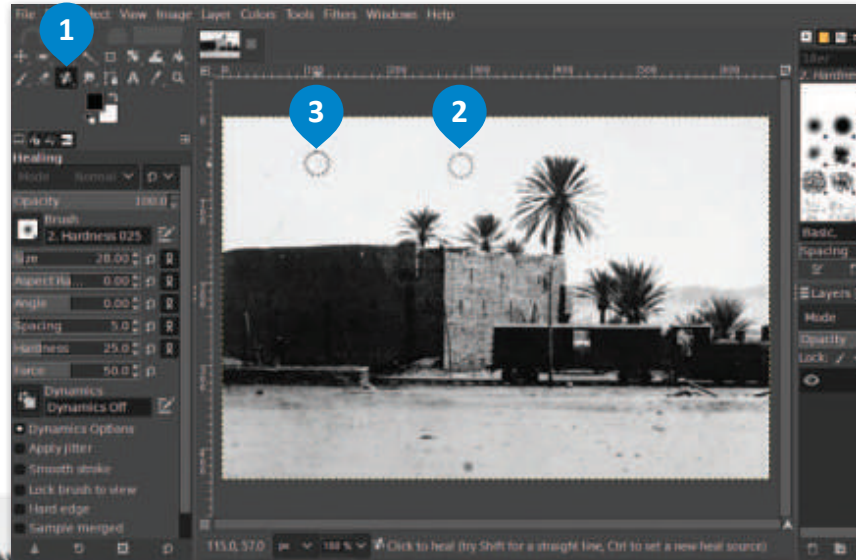 File Select View Image Layer Colors Tools Filters Windows Help
1
3
2
Healing
Mode Normal
Opacity 100.0
Brush
2. Hardness 025
Size 28.00
Aspect Ra... 0.00
Angle 0.00
Spacing 5.0
Hardness 25.0
Force 50.0
Dynamics
Dynamics Off
Dynamics Options
Apply Jitter
Smooth stroke
Lock brush to view
Hard edge
Sample merged
115.0, 57.0 px 100 % Click to heal (try Shift for a straight line, Ctrl to set a new heal source)
filter
2. Hardness
Basic,
Spacing
Layers
Mode
Opacity
Lock: